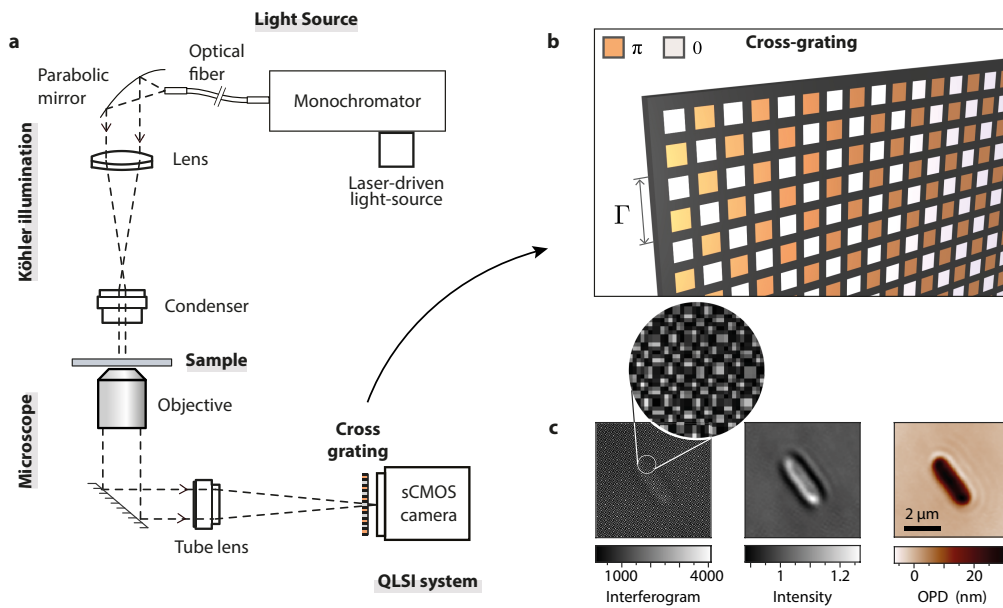 a
Light Source
Optical
fiber
Parabolic
mirror
Monochromator
Lens
Laser-driven
light-source
Köhler illumination
Condenser
Sample
Objective
Microscope
Cross
grating
sCMOS
camera
Tube lens
QLSI system
b
π
0
Cross-grating
Γ
c
2 µm
1000
4000
Interferogram
1
1.2
Intensity
0
20
OPD (nm)